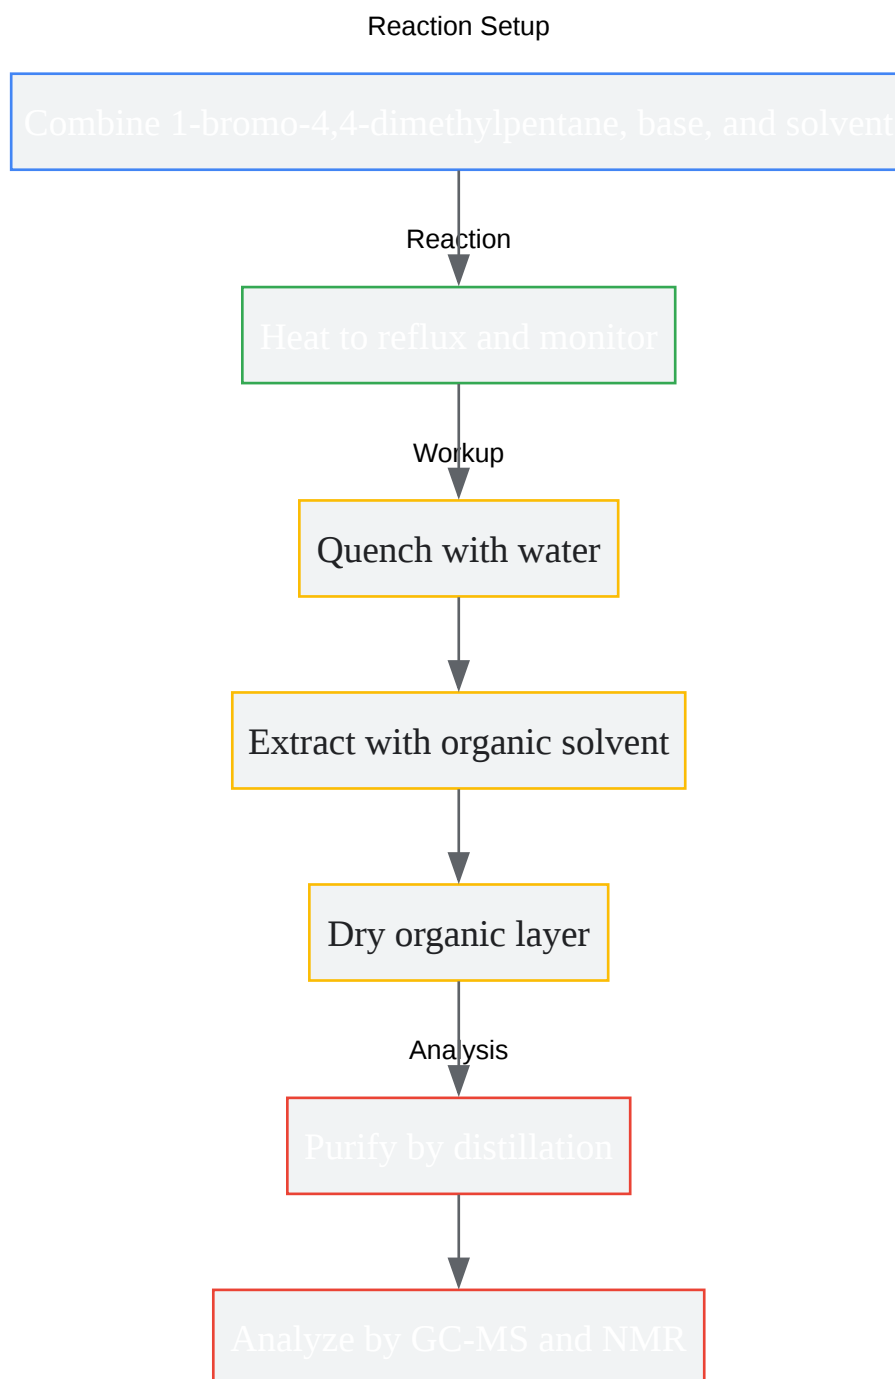 Reaction Setup
Combine 1-bromo-4,4-dimethylpentane, base, and solvent
Reaction
Heat to reflux and monitor
Workup
Quench with water
Extract with organic solvent
Dry organic layer
Analysis
Purify by distillation
Analyze by GC-MS and NMR